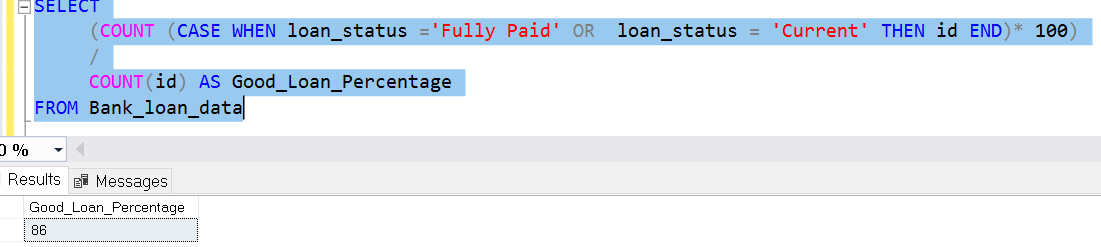 SELECT
(COUNT (CASE WHEN loan_status ='Fully Paid' OR  loan_status = 'Current' THEN id END)* 100)
/
COUNT(id) AS Good_Loan_Percentage
FROM Bank_loan_data
0 %
Results
Messages
Good_Loan_Percentage
86